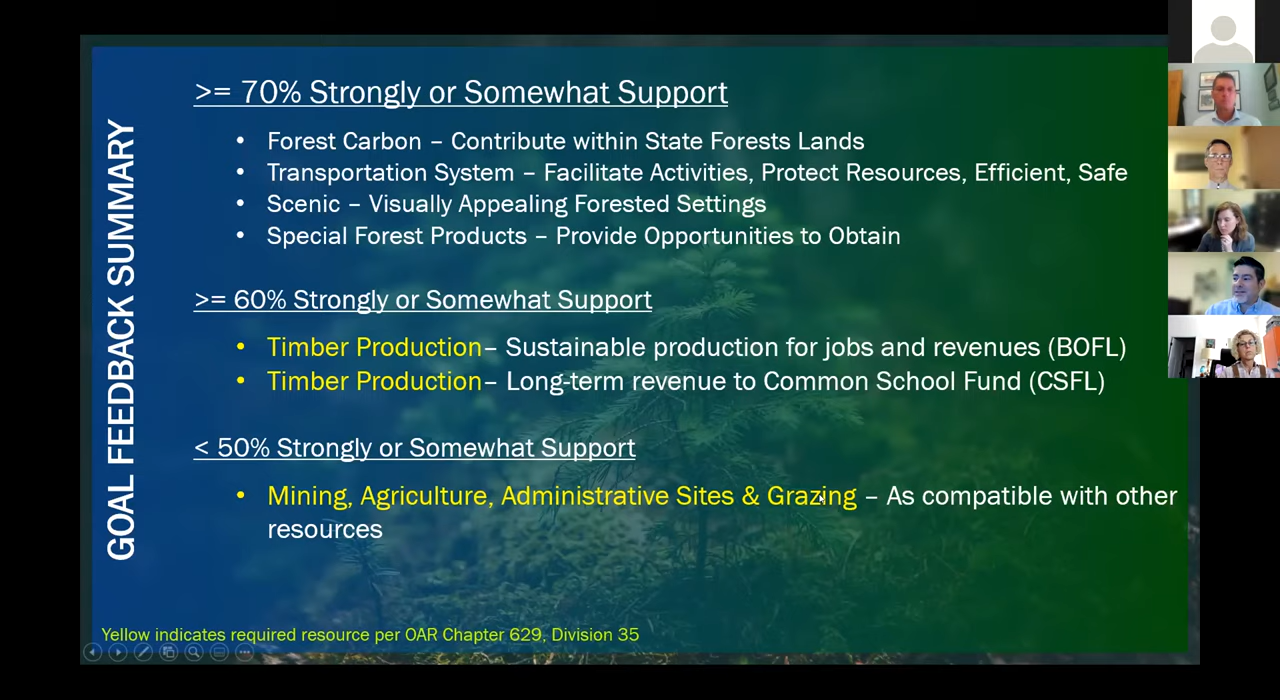 GOAL FEEDBACK SUMMARY
>= 70% Strongly or Somewhat Support
• Forest Carbon – Contribute within State Forests Lands
• Transportation System – Facilitate Activities, Protect Resources, Efficient, Safe
• Scenic – Visually Appealing Forested Settings
• Special Forest Products – Provide Opportunities to Obtain
>= 60% Strongly or Somewhat Support
• Timber Production– Sustainable production for jobs and revenues (BOFL)
• Timber Production– Long-term revenue to Common School Fund (CSFL)
< 50% Strongly or Somewhat Support
• Mining, Agriculture, Administrative Sites & Grazing – As compatible with other
resources
Yellow indicates required resource per OAR Chapter 629, Division 35